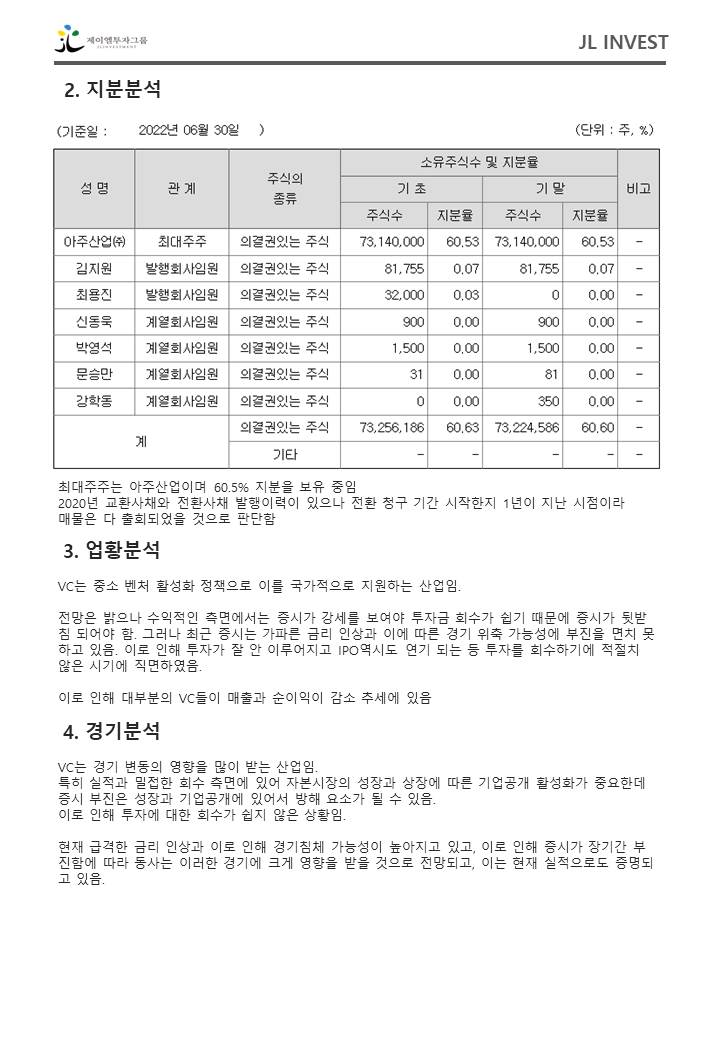 제이엘투자그룹
JLINVESTMENT
JL INVEST
2. 지분분석
(기준일 : 2022년 06월 30일 )
(단위 : 주, %)
성 명 관 계 주식의 종류 소유주식수 및 지분율 비고
기 초 기 말
주식수 지분율 주식수 지분율
아주산업㈜ 최대주주 의결권있는 주식 73,140,000 60.53 73,140,000 60.53 -
김지원 발행회사임원 의결권있는 주식 81,755 0.07 81,755 0.07 -
최용진 발행회사임원 의결권있는 주식 32,000 0.03 0 0.00 -
신동욱 계열회사임원 의결권있는 주식 900 0.00 900 0.00 -
박영석 계열회사임원 의결권있는 주식 1,500 0.00 1,500 0.00 -
문승만 계열회사임원 의결권있는 주식 31 0.00 81 0.00 -
강학동 계열회사임원 의결권있는 주식 0 0.00 350 0.00 -
계 의결권있는 주식 73,256,186 60.63 73,224,586 60.60 -
기타 - - - - -
최대주주는 아주산업이며 60.5% 지분을 보유 중임
2020년 교환사채와 전환사채 발행이력이 있으나 전환 청구 기간 시작한지 1년이 지난 시점이라
매물은 다 출회되었을 것으로 판단함
3. 업황분석
VC는 중소 벤처 활성화 정책으로 이를 국가적으로 지원하는 산업임.
전망은 밝으나 수익적인 측면에서는 증시가 강세를 보여야 투자금 회수가 쉽기 때문에 증시가 뒷받
침 되어야 함. 그러나 최근 증시는 가파른 금리 인상과 이에 따른 경기 위축 가능성에 부진을 면치 못
하고 있음. 이로 인해 투자가 잘 안 이루어지고 IPO역시도 연기 되는 등 투자를 회수하기에 적절치
않은 시기에 직면하였음.
이로 인해 대부분의 VC들이 매출과 순이익이 감소 추세에 있음
4. 경기분석
VC는 경기 변동의 영향을 많이 받는 산업임.
특히 실적과 밀접한 회수 측면에 있어 자본시장의 성장과 상장에 따른 기업공개 활성화가 중요한데
증시 부진은 성장과 기업공개에 있어서 방해 요소가 될 수 있음.
이로 인해 투자에 대한 회수가 쉽지 않은 상황임.
현재 급격한 금리 인상과 이로 인해 경기침체 가능성이 높아지고 있고, 이로 인해 증시가 장기간 부
진함에 따라 동사는 이러한 경기에 크게 영향을 받을 것으로 전망되고, 이는 현재 실적으로도 증명되
고 있음.